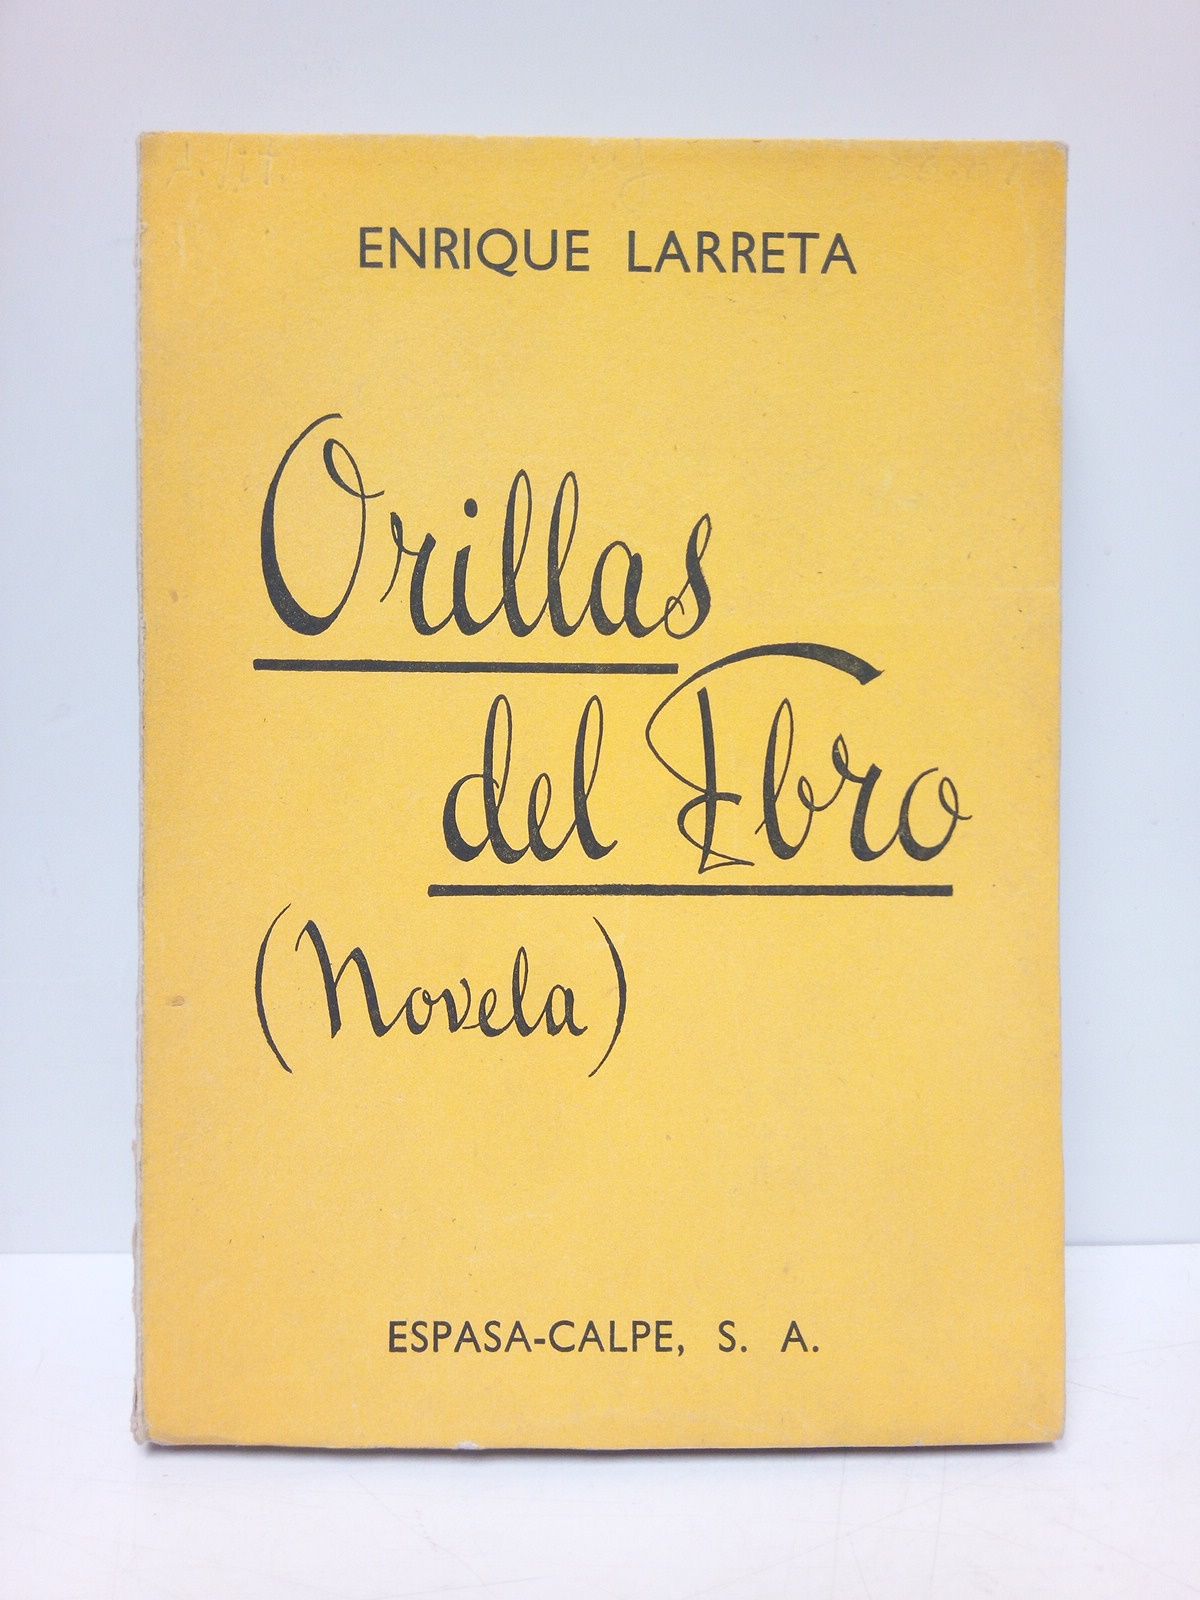 ENRIQUE LARRETA
Orillas
del Ebro
(Novela)
ESPASA-CALPE, S. A.